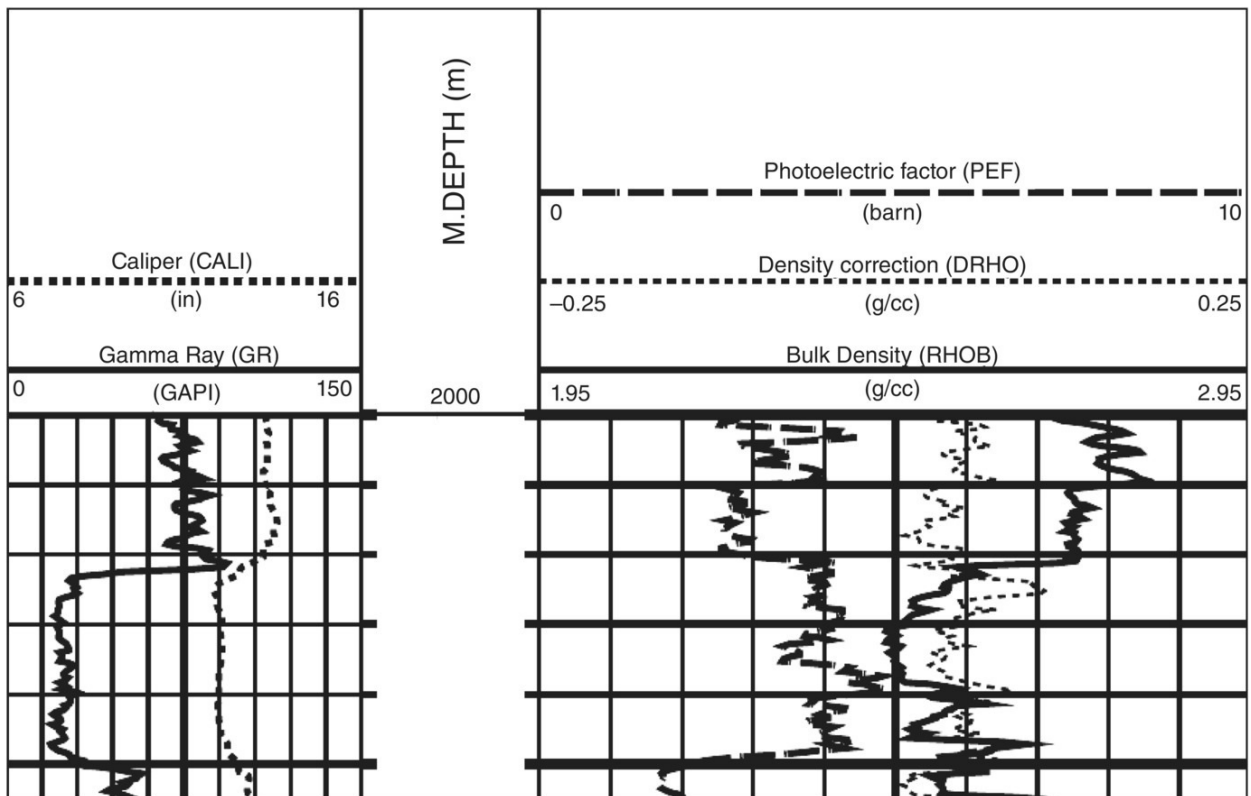 M.DEPTH (m)
Photoelectric factor (PEF)
0 (barn) 10
Caliper (CALI)
Density correction (DRHO)
6 (in) 16
−0.25 (g/cc) 0.25
Gamma Ray (GR)
Bulk Density (RHOB)
0 (GAPI) 150
2000
1.95 (g/cc) 2.95